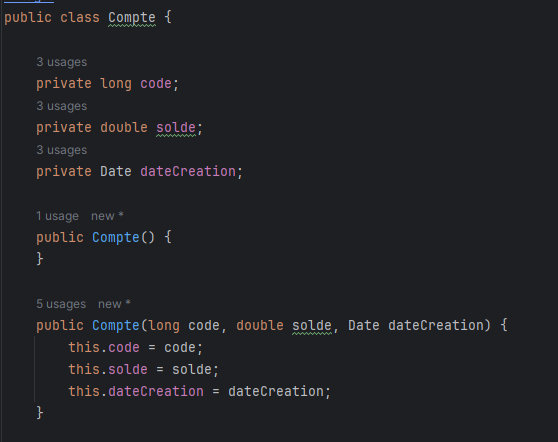 public class Compte {
3 usages
private long code;
3 usages
private double solde;
3 usages
private Date dateCreation;
1 usage new *
public Compte() {
}
5 usages new *
public Compte(long code, double solde, Date dateCreation) {
this.code = code;
this.solde = solde;
this.dateCreation = dateCreation;
}